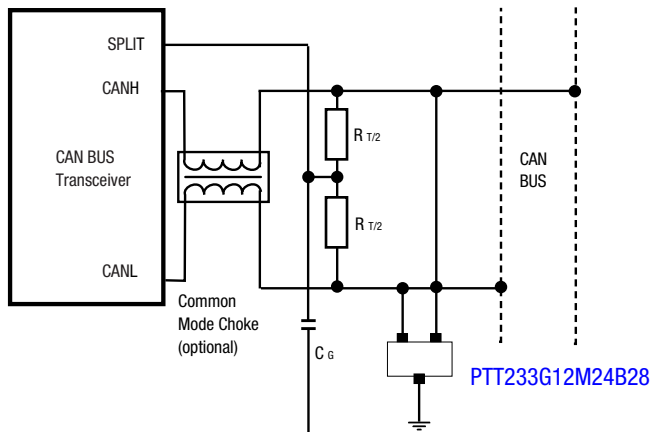 SPLIT
CANH
CAN BUS
Transceiver
CANL
Common
Mode Choke
(optional)
R T/2
R T/2
C G
CAN
BUS
PTT233G12M24B28